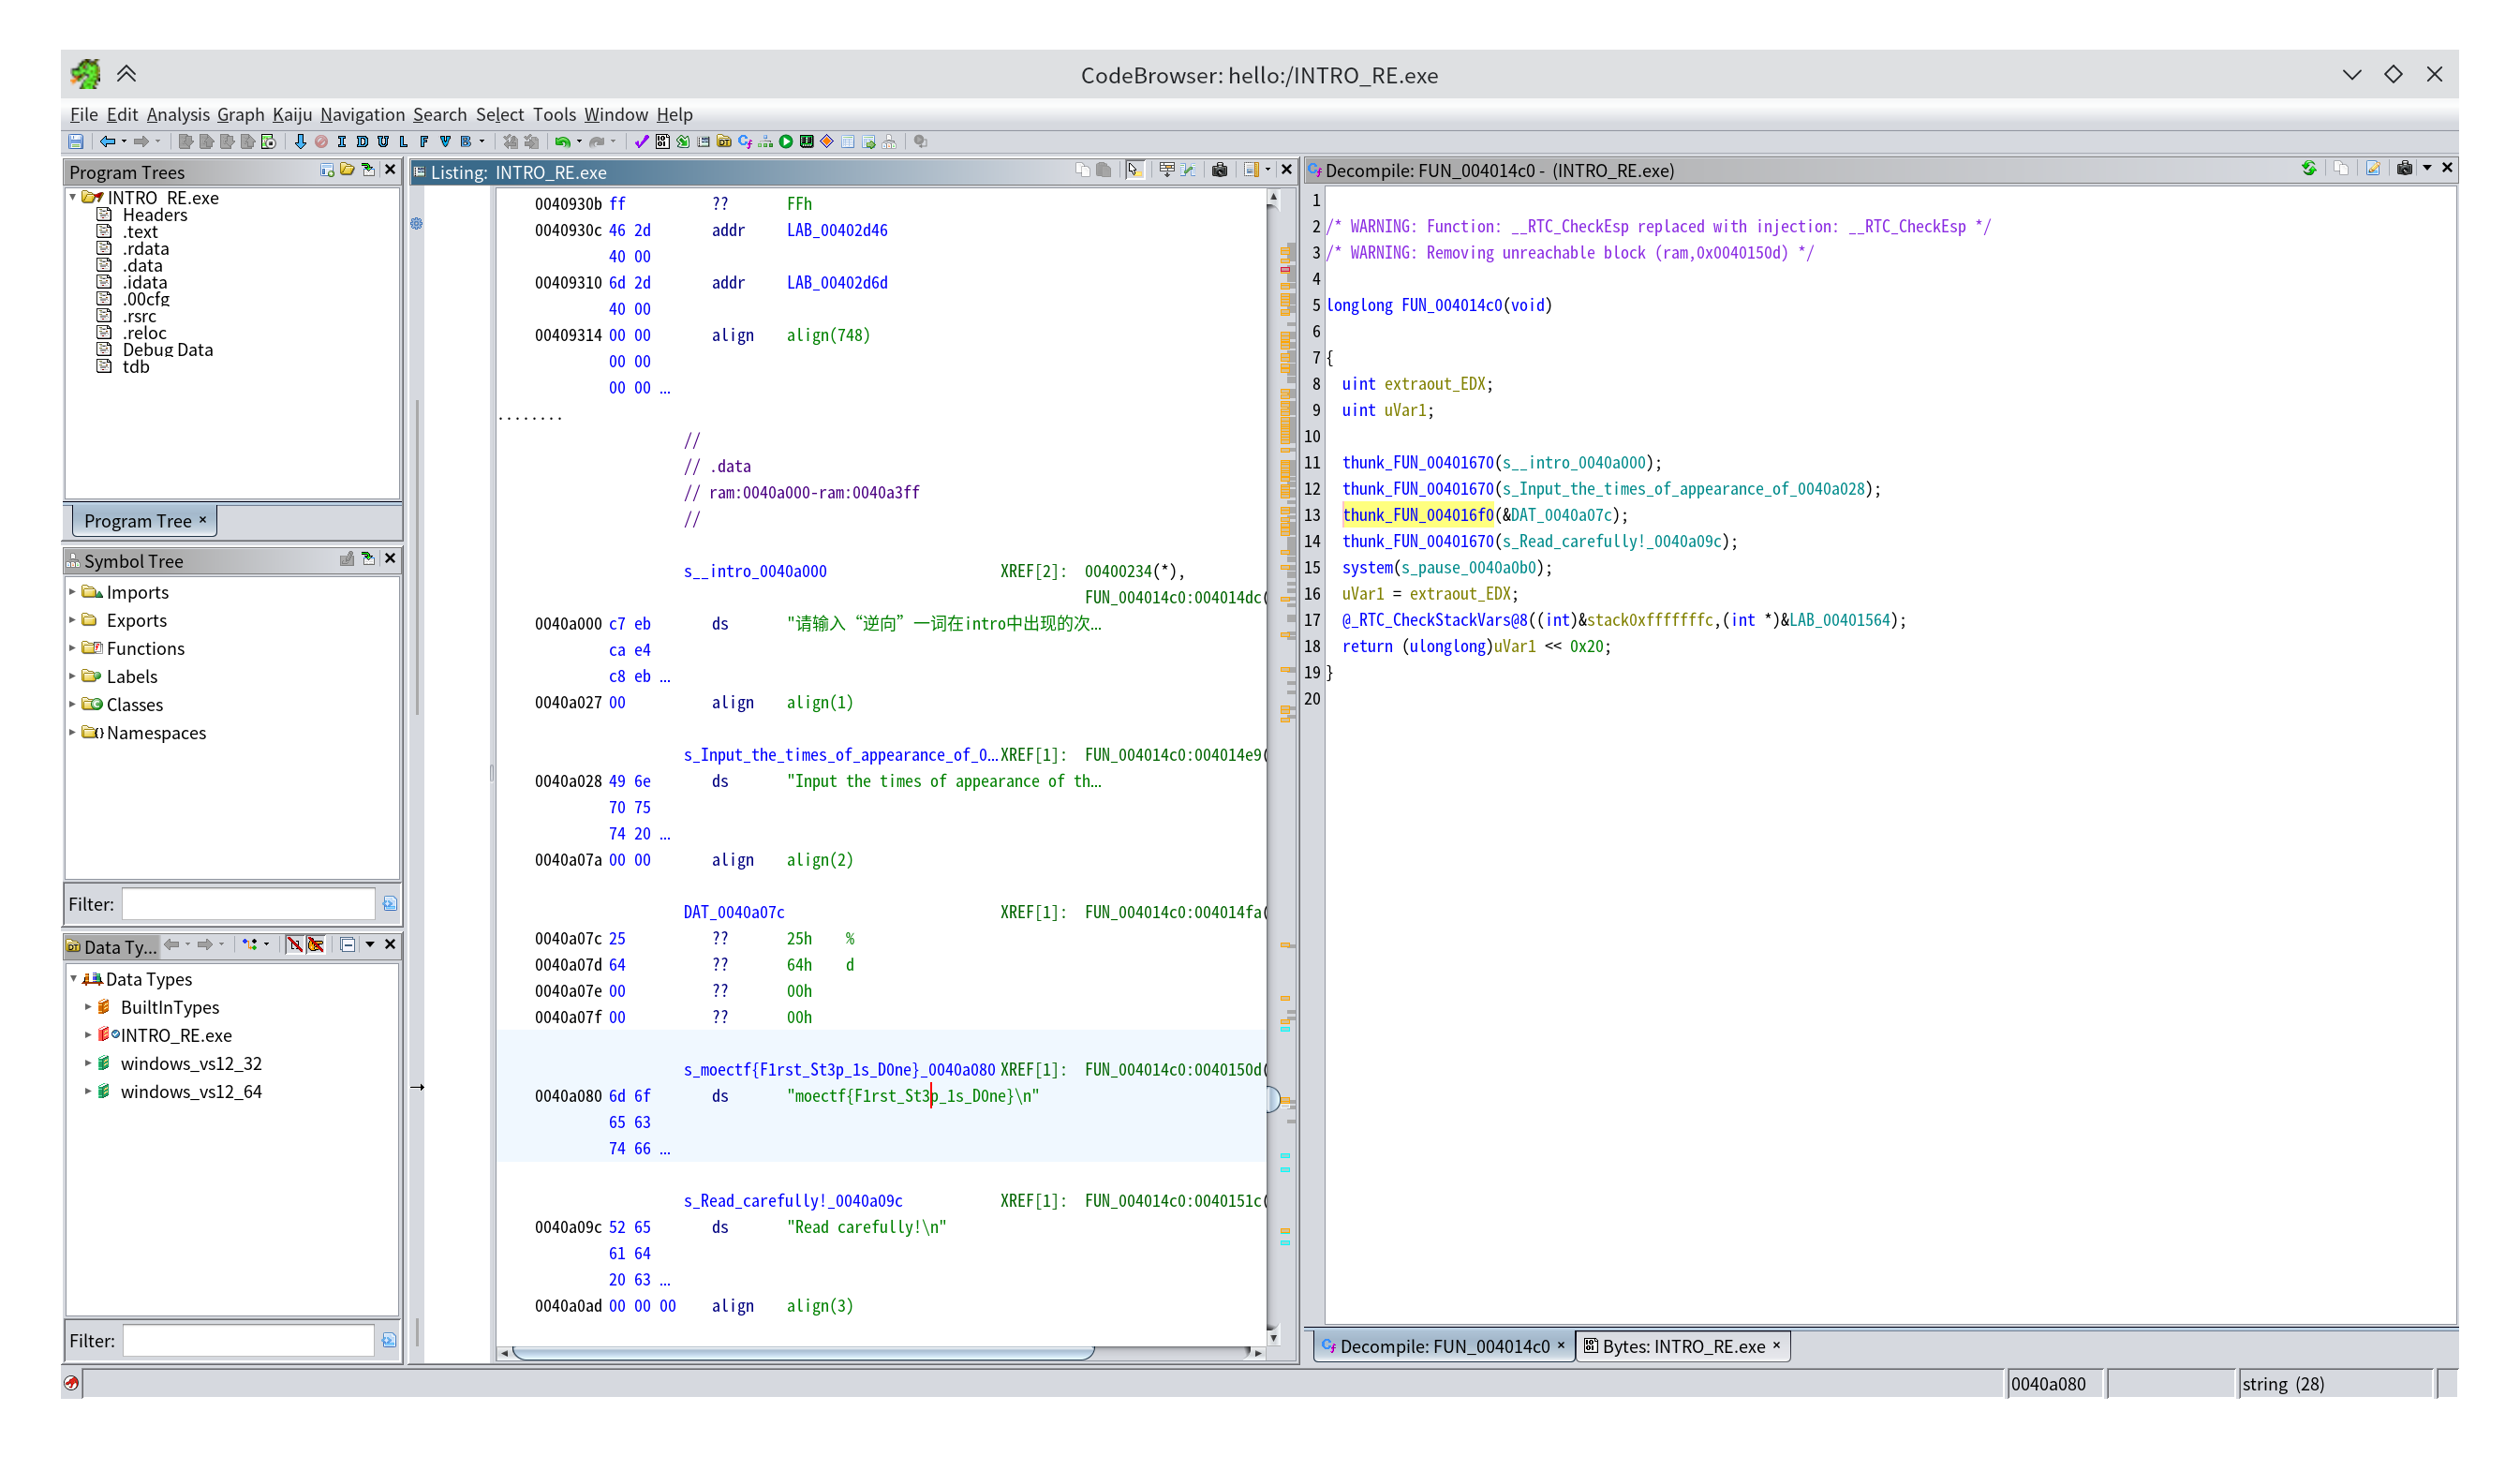 CodeBrowser: hello:/INTRO_RE.exe
File Edit Analysis Graph Kaiju Navigation Search Select Tools Window Help
I D U L F V B
Program Trees
INTRO_RE.exe
Headers
.text
.rdata
.data
.idata
.00cfg
.rsrc
.reloc
Debug Data
tdb
Program Tree ×
Symbol Tree
Imports
Exports
Functions
Labels
Classes
Namespaces
Filter:
Data Ty...
Data Types
BuiltInTypes
INTRO_RE.exe
windows_vs12_32
windows_vs12_64
Filter:
Listing: INTRO_RE.exe
0040930b ff ?? FFh
0040930c 46 2d addr LAB_00402d46
40 00
00409310 6d 2d addr LAB_00402d6d
40 00
00409314 00 00 align align(748)
00 00
00 00 ...
........
//
// .data
// ram:0040a000-ram:0040a3ff
//
s__intro_0040a000 XREF[2]: 00400234(*),
FUN_004014c0:004014dc(
0040a000 c7 eb ds "请输入“逆向”一词在intro中出现的次...
ca e4
c8 eb ...
0040a027 00 align align(1)
s_Input_the_times_of_appearance_of_0... XREF[1]: FUN_004014c0:004014e9(
0040a028 49 6e ds "Input the times of appearance of th...
70 75
74 20 ...
0040a07a 00 00 align align(2)
DAT_0040a07c XREF[1]: FUN_004014c0:004014fa(
0040a07c 25 ?? 25h %
0040a07d 64 ?? 64h d
0040a07e 00 ?? 00h
0040a07f 00 ?? 00h
s_moectf{F1rst_St3p_1s_D0ne}_0040a080 XREF[1]: FUN_004014c0:0040150d(
0040a080 6d 6f ds "moectf{F1rst_St3p_1s_D0ne}\n"
65 63
74 66 ...
s_Read_carefully!_0040a09c XREF[1]: FUN_004014c0:0040151c(
0040a09c 52 65 ds "Read carefully!\n"
61 64
20 63 ...
0040a0ad 00 00 00 align align(3)
Decompile: FUN_004014c0 - (INTRO_RE.exe)
1
2 /* WARNING: Function: __RTC_CheckEsp replaced with injection: __RTC_CheckEsp */
3 /* WARNING: Removing unreachable block (ram,0x0040150d) */
4
5 longlong FUN_004014c0(void)
6
7 {
8 uint extraout_EDX;
9 uint uVar1;
10
11 thunk_FUN_00401670(s__intro_0040a000);
12 thunk_FUN_00401670(s_Input_the_times_of_appearance_of_0040a028);
13 thunk_FUN_004016f0(&DAT_0040a07c);
14 thunk_FUN_00401670(s_Read_carefully!_0040a09c);
15 system(s_pause_0040a0b0);
16 uVar1 = extraout_EDX;
17 @_RTC_CheckStackVars@8((int)&stack0xfffffffc,(int *)&LAB_00401564);
18 return (ulonglong)uVar1 << 0x20;
19 }
20
Decompile: FUN_004014c0 × Bytes: INTRO_RE.exe ×
0040a080 string (28)